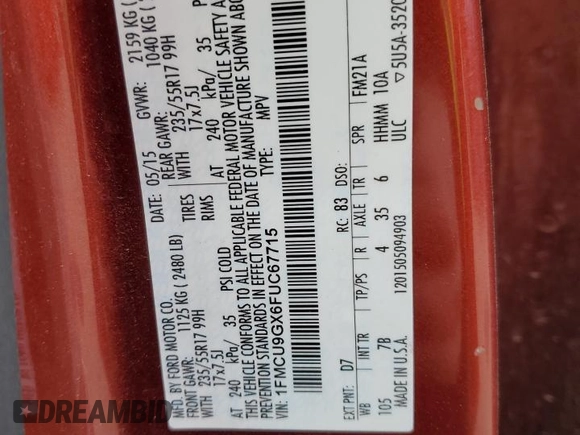 MFD. BY FORD MOTOR CO.
DATE: 05/15 GVWR: 2159 KG (
FRONT GAWR: 1125 KG ( 2480 LB) REAR GAWR: 1040 KG (
WITH 235/55R17 99H TIRES WITH 235/55R17 99H
17x7.5J RIMS 17x7.5J
AT 240 kPa/ 35 PSI COLD AT 240 kPa/ 35 P
THIS VEHICLE CONFORMS TO ALL APPLICABLE FEDERAL MOTOR VEHICLE SAFETY A
PREVENTION STANDARDS IN EFFECT ON THE DATE OF MANUFACTURE SHOWN ABO
VIN: 1FMCU9GX6FUC67715 TYPE: MPV
EXT PNT: D7 RC: 83 DSO: FM21A
WB INT TR TP/PS R AXLE TR SPR
105 7B 4 35 6 HHMM 10A
MADE IN U.S.A. 1201505094903 ULC ▽5U5A-3520
DREAMBID